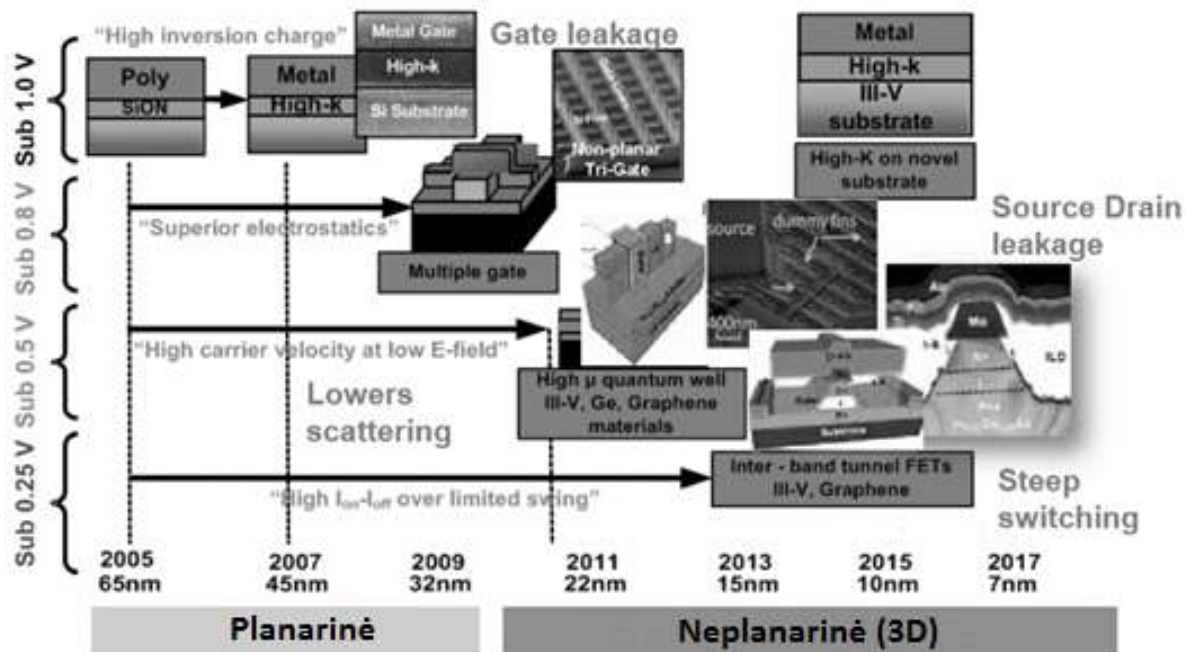 "High inversion charge"
Metal Gate
High-k
Si Substrate
Gate leakage
Metal
High-k
III-V
substrate
Poly
SiON
Metal
High-k
Non-planar
Tri-Gate
High-K on novel
substrate
Sub 1.0 V
"Superior electrostatics"
Multiple gate
source
dummy fins
400nm
Source Drain
leakage
Sub 0.8 V
"High carrier velocity at low E-field"
High µ quantum well
III-V, Ge, Graphene
materials
Lowers
scattering
ILD
Sub 0.5 V
"High Ion-Ioff over limited swing"
Inter - band tunnel FETs
III-V, Graphene
Steep
switching
Sub 0.25 V
2005
65nm
2007
45nm
2009
32nm
2011
22nm
2013
15nm
2015
10nm
2017
7nm
Planarinė
Neplanarinė (3D)